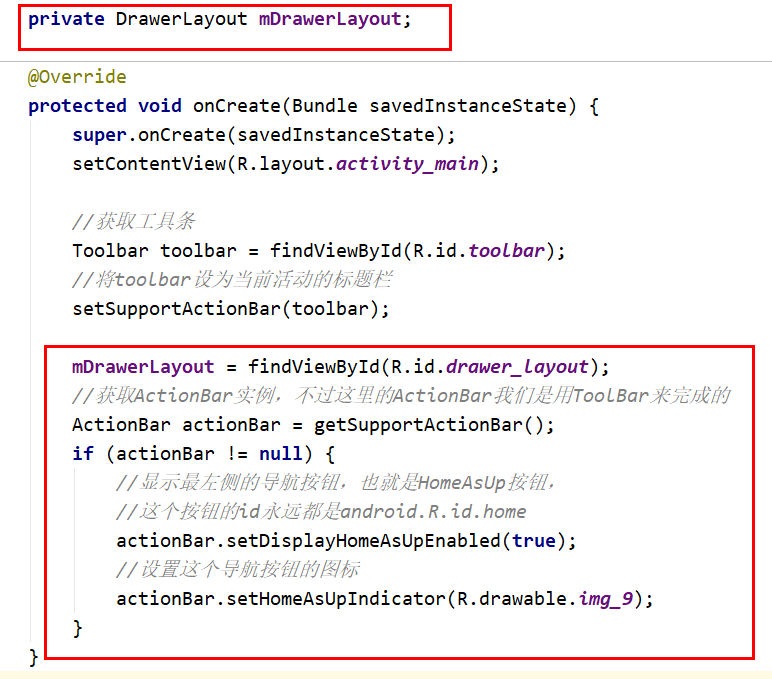 private DrawerLayout mDrawerLayout;
@Override
protected void onCreate(Bundle savedInstanceState) {
super.onCreate(savedInstanceState);
setContentView(R.layout.activity_main);
//获取工具条
Toolbar toolbar = findViewById(R.id.toolbar);
//将toolbar设为当前活动的标题栏
setSupportActionBar(toolbar);
mDrawerLayout = findViewById(R.id.drawer_layout);
//获取ActionBar实例，不过这里的ActionBar我们是用ToolBar来完成的
ActionBar actionBar = getSupportActionBar();
if (actionBar != null) {
//显示最左侧的导航按钮，也就是HomeAsUp按钮，
//这个按钮的id永远都是android.R.id.home
actionBar.setDisplayHomeAsUpEnabled(true);
//设置这个导航按钮的图标
actionBar.setHomeAsUpIndicator(R.drawable.img_9);
}
}